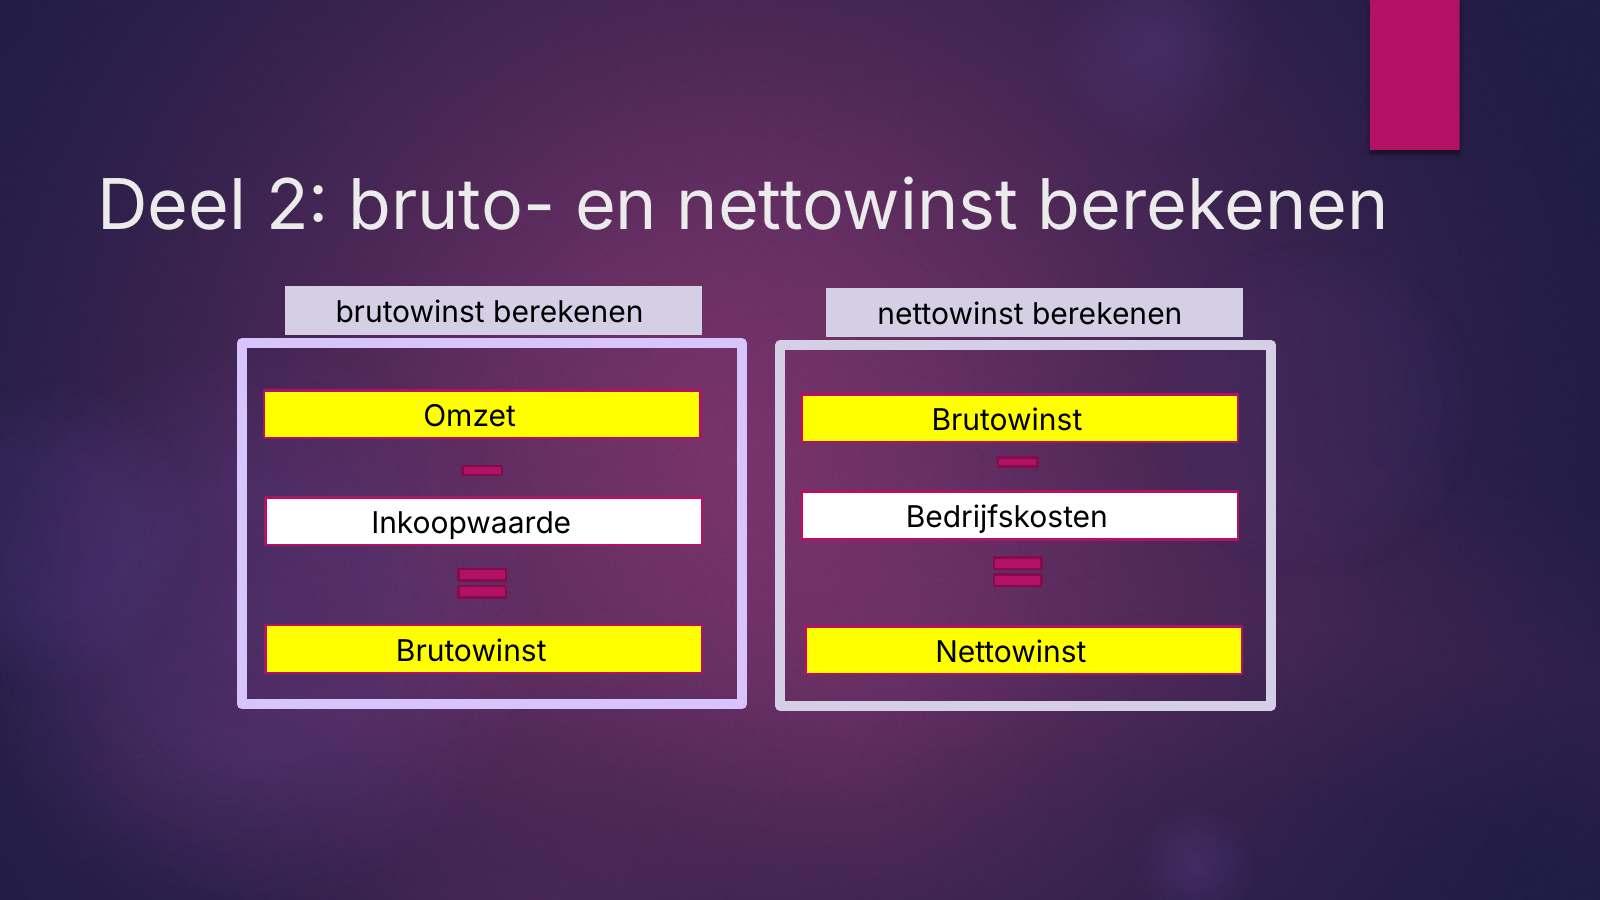 Deel 2: bruto- en nettowinst berekenen
brutowinst berekenen
Omzet
Inkoopwaarde
Brutowinst
nettowinst berekenen
Brutowinst
Bedrijfskosten
Nettowinst